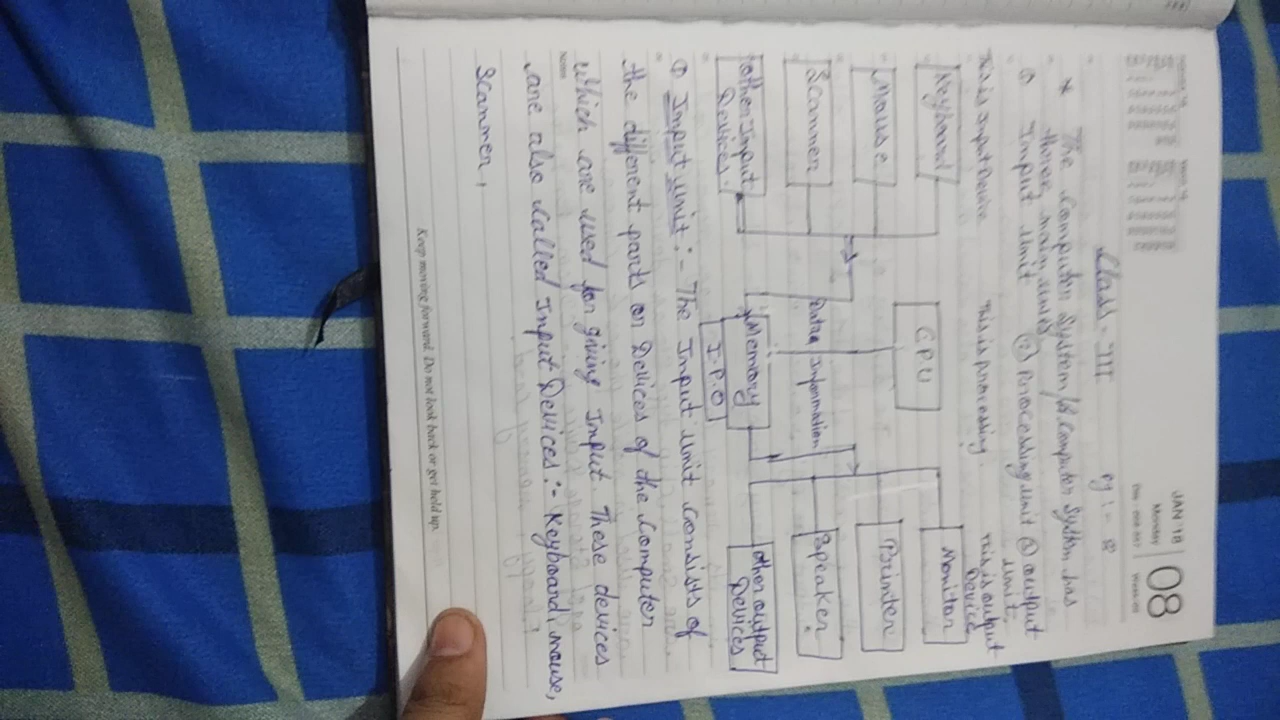 JAN '18
Monday
08
Class - III
pg : - 8
* The Computer System / A Computer System has
three main units
① Input unit ② Processing unit ③ output unit.
This is input Device
This is processing.
This is output Device
Keyboard
CPU
Monitor
Mouse
Printer
Scanner
Data
Information
Speaker
other Input Devices.
Memory
other output Devices
I.P.O
① Input unit : - The Input unit consists of
the different parts or Devices of the Computer
which are used for giving Input. These devices
Notes
are also called Input Devices :- Keyboard, mouse,
Scanner,
Keep moving forward. Do not look back or get held up.